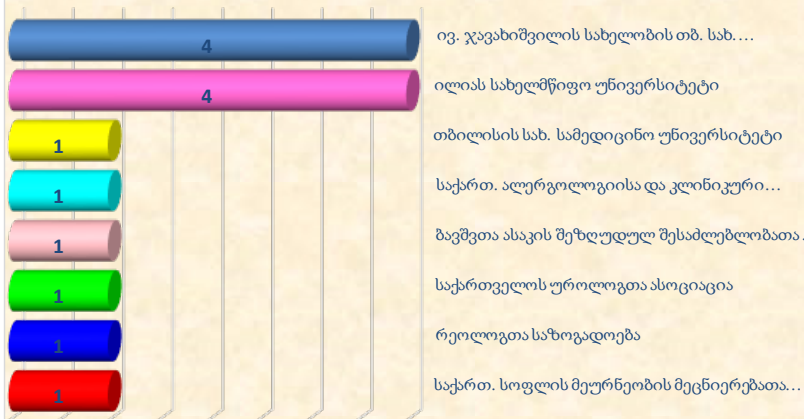 4 ივ. ჯავახიშვილის სახელობის თბ. სახ.…
4 ილიას სახელმწიფო უნივერსიტეტი
1 თბილისის სახ. სამედიცინო უნივერსიტეტი
1 საქართ. ალერგოლოგიისა და კლინიკური…
1 ბავშვთა ასაკის შეზღუდულ შესაძლებლობათა.
1 საქართველოს უროლოგთა ასოციაცია
1 რეოლოგთა საზოგადოება
1 საქართ. სოფლის მეურნეობის მეცნიერებათა…